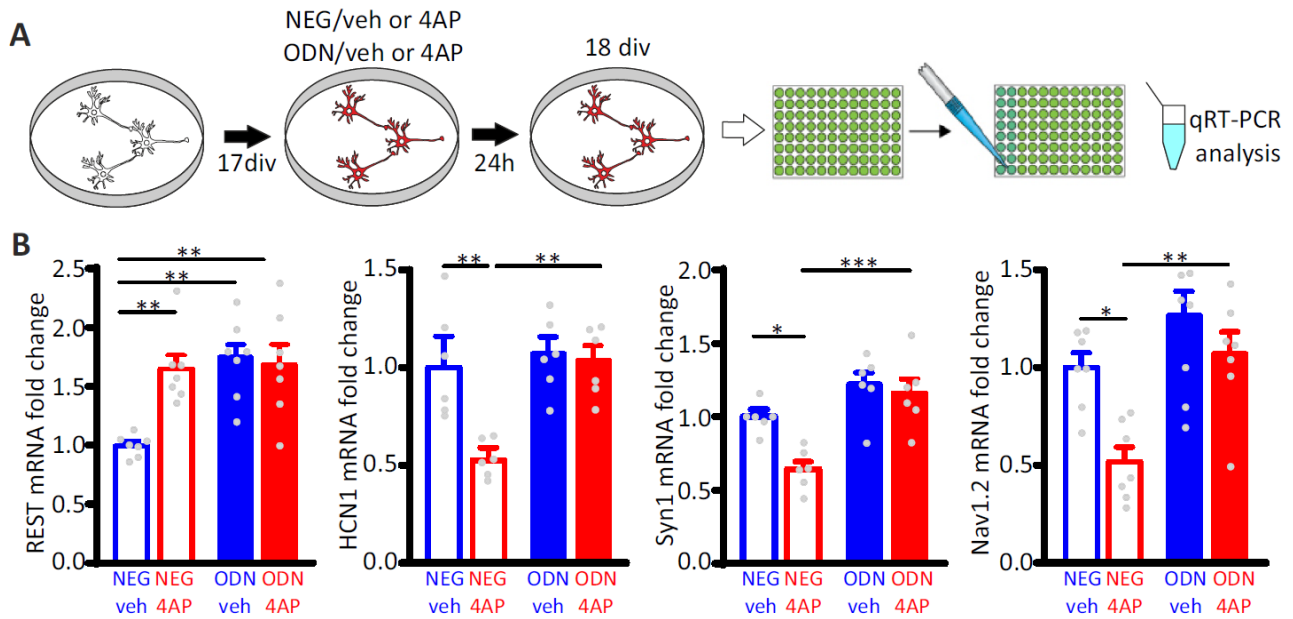 A
NEG/veh or 4AP
ODN/veh or 4AP
18 div
17div
24h
qRT-PCR
analysis
B
REST mRNA fold change
2.5
2.0
1.5
1.0
0.5
0.0
**
**
**
NEG NEG ODN ODN
veh 4AP veh 4AP
HCN1 mRNA fold change
1.5
1.0
0.5
0.0
** **
NEG NEG ODN ODN
veh 4AP veh 4AP
Syn1 mRNA fold change
2.0
1.5
1.0
0.5
0.0
***
*
NEG NEG ODN ODN
veh 4AP veh 4AP
Nav1.2 mRNA fold change
1.5
1.0
0.5
0.0
**
*
NEG NEG ODN ODN
veh 4AP veh 4AP